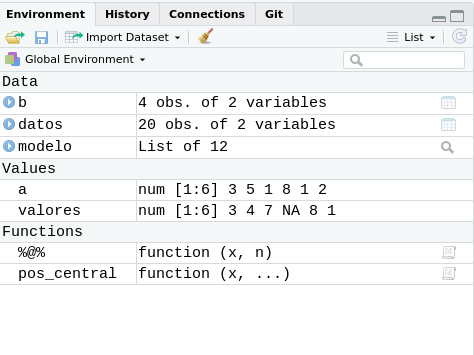 Environment History Connections Git
Import Dataset List
Global Environment
Data
b 4 obs. of 2 variables
datos 20 obs. of 2 variables
modelo List of 12
Values
a num [1:6] 3 5 1 8 1 2
valores num [1:6] 3 4 7 NA 8 1
Functions
%@% function (x, n)
pos_central function (x, ...)